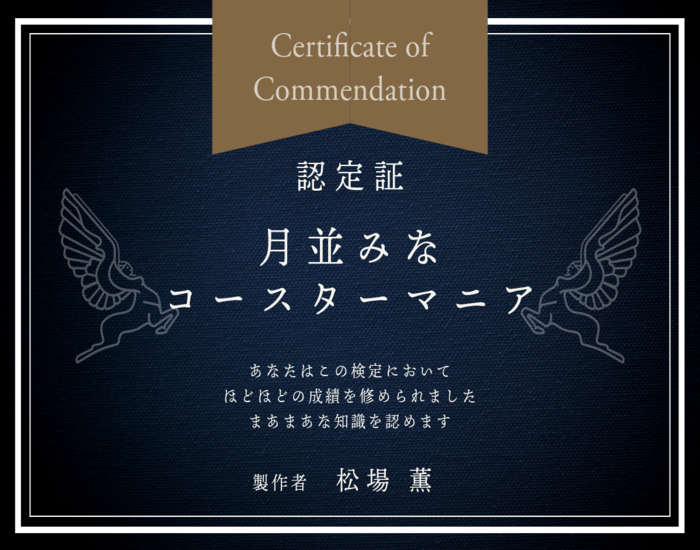 Certificate of
Commendation
認定証
月並みな
コースターマニア
あなたはこの検定において
ほどほどの成績を修められました
まあまあな知識を認めます
製作者　松場 薫